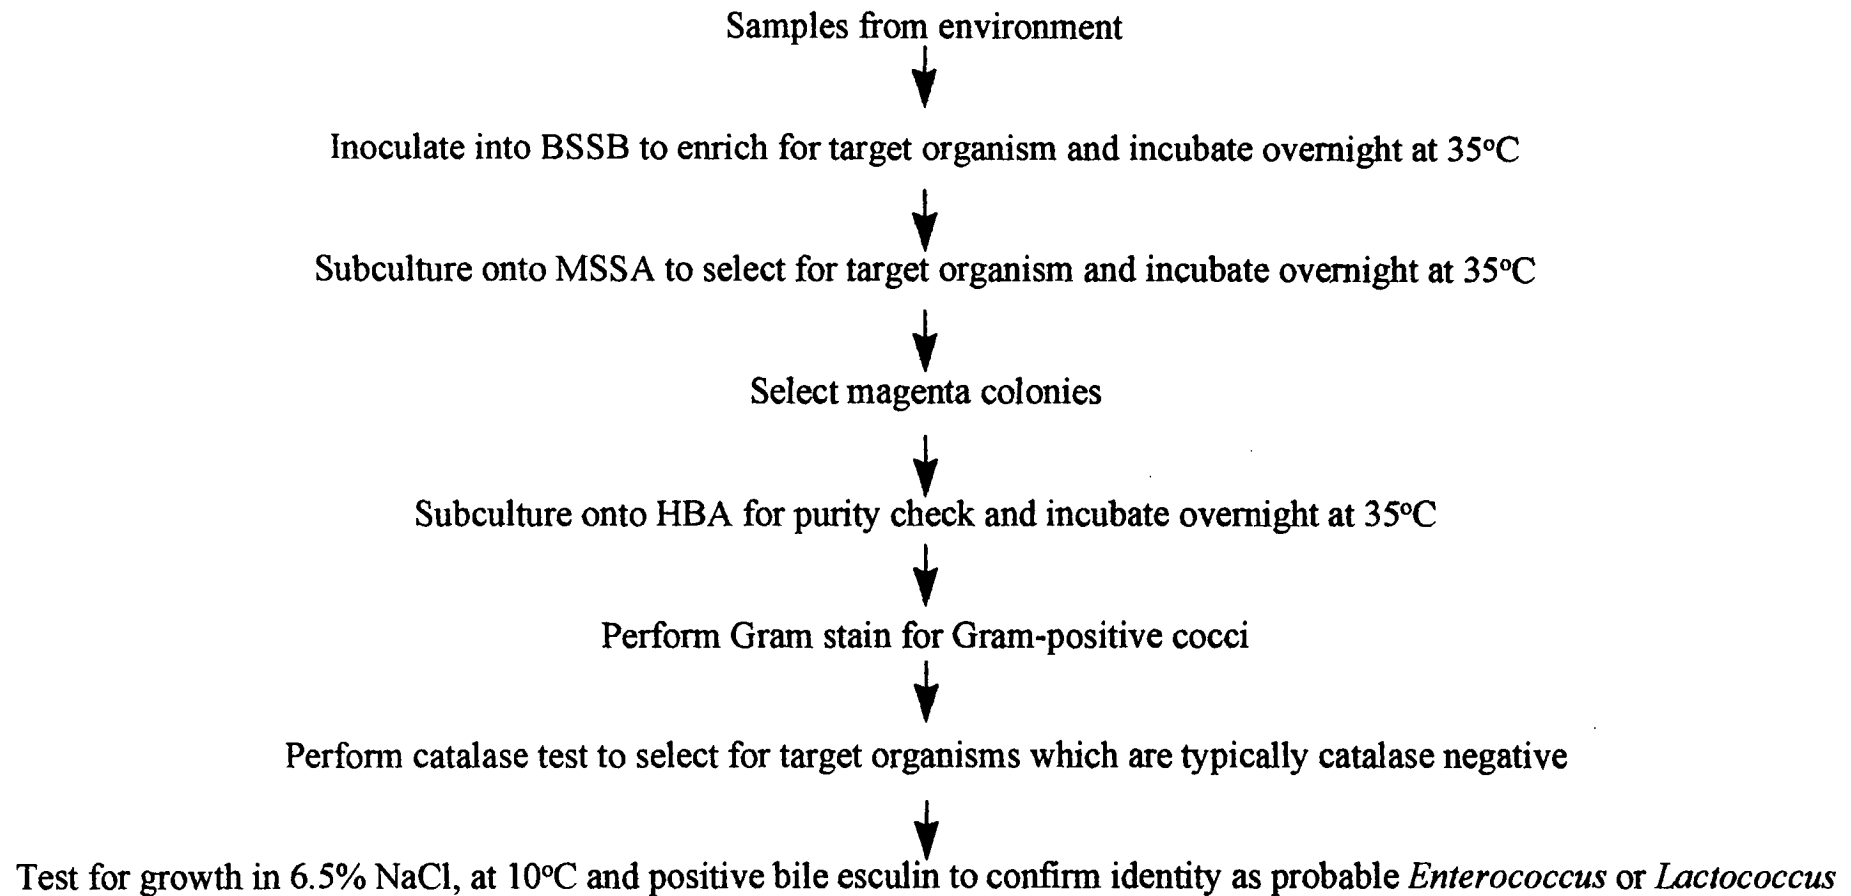 Samples from environment
Inoculate into BSSB to enrich for target organism and incubate overnight at 35ºC
Subculture onto MSSA to select for target organism and incubate overnight at 35ºC
Select magenta colonies
Subculture onto HBA for purity check and incubate overnight at 35ºC
Perform Gram stain for Gram-positive cocci
Perform catalase test to select for target organisms which are typically catalase negative
Test for growth in 6.5% NaCl, at 10ºC and positive bile esculin to confirm identity as probable Enterococcus or Lactococcus